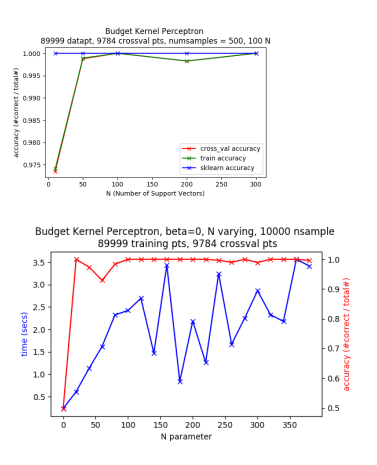 Budget Kernel Perceptron
89999 datapt, 9784 crossval pts, numsamples = 500, 100 N
1.000
0.995
0.990
0.985
0.980
0.975
accuracy (#correct / total#)
cross_val accuracy
train accuracy
sklearn accuracy
0 50 100 150 200 250 300
N (Number of Support Vectors)
Budget Kernel Perceptron, beta=0, N varying, 10000 nsample
89999 training pts, 9784 crossval pts
3.5
3.0
2.5
2.0
1.5
1.0
0.5
time (secs)
1.0
0.9
0.8
0.7
0.6
0.5
accuracy (#correct / total#)
0 50 100 150 200 250 300 350
N parameter